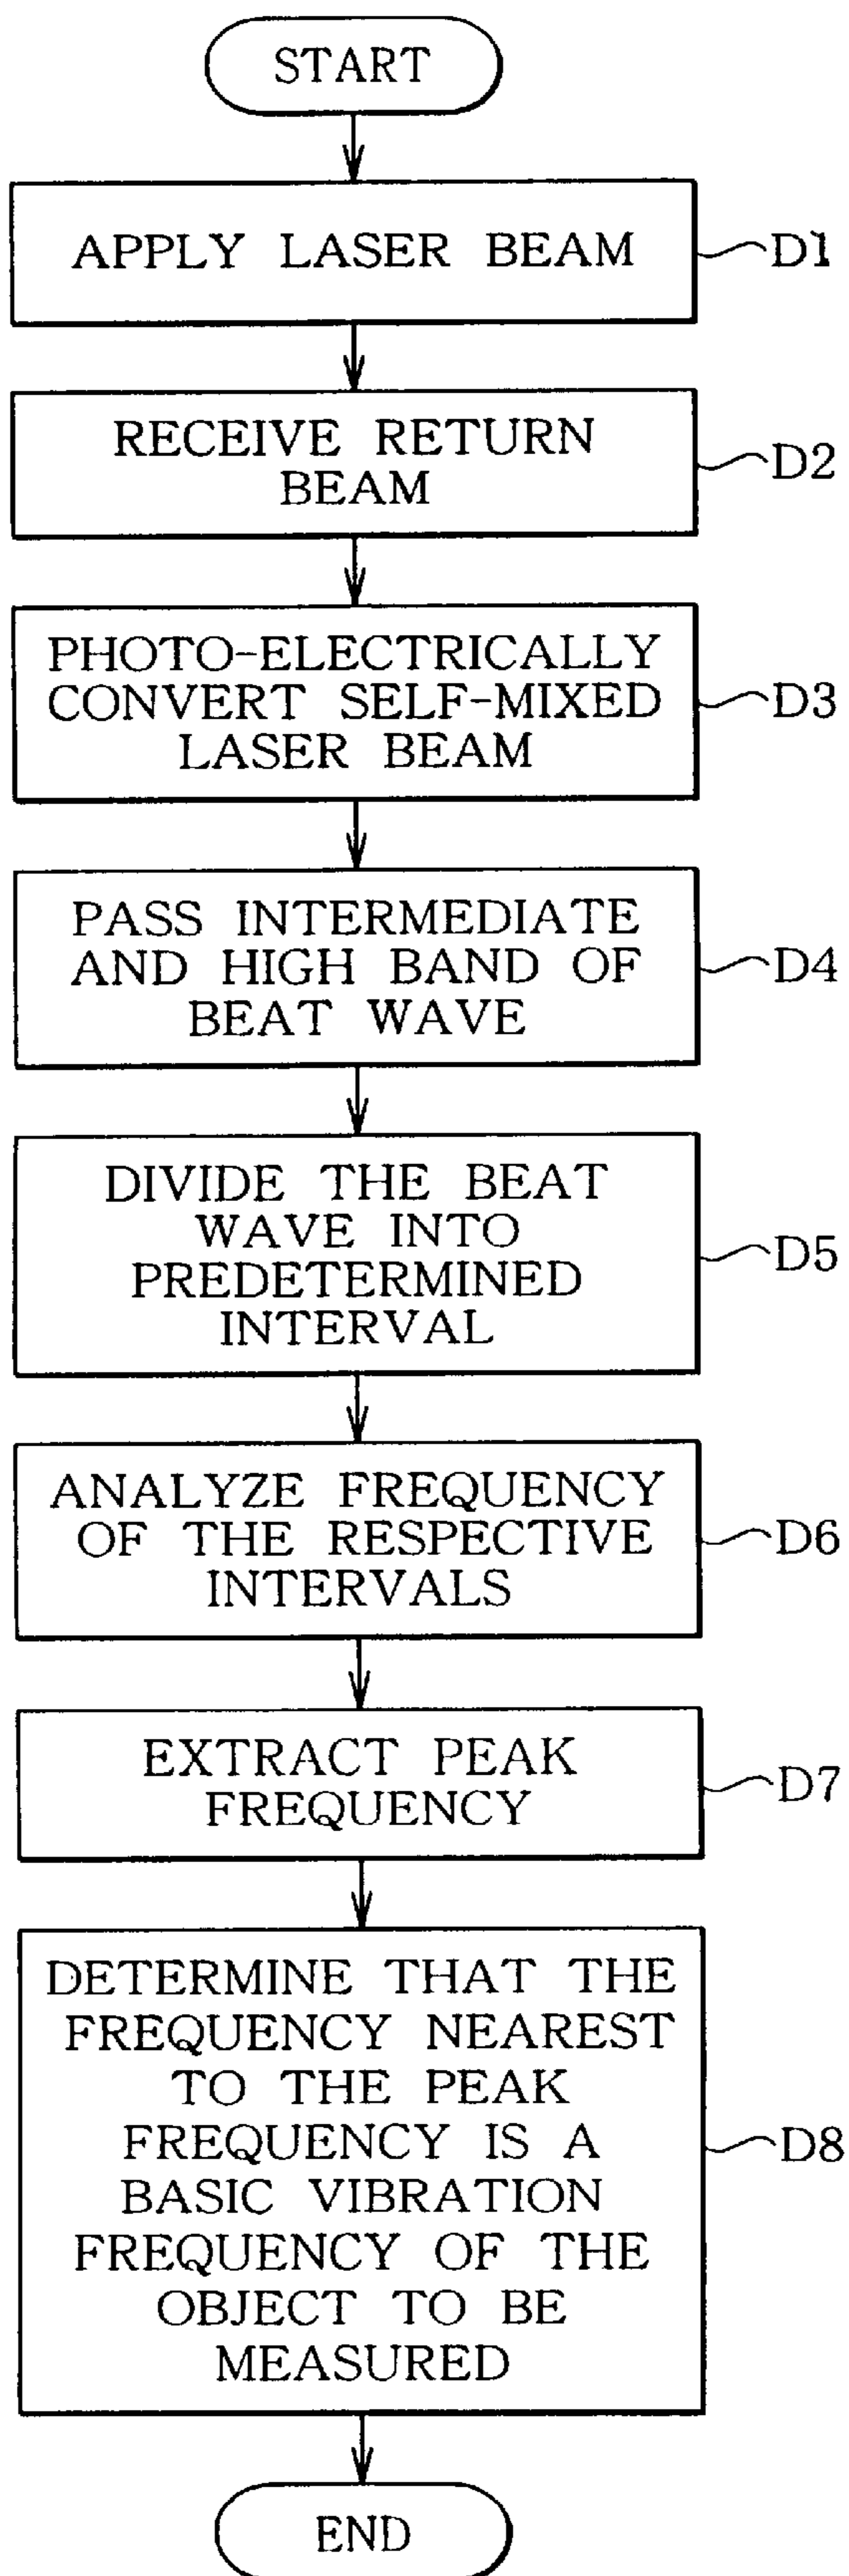 START
APPLY LASER BEAM
D1
RECEIVE RETURN
BEAM
D2
PHOTO-ELECTRICALLY
CONVERT SELF-MIXED
LASER BEAM
D3
PASS INTERMEDIATE
AND HIGH BAND OF
BEAT WAVE
D4
DIVIDE THE BEAT
WAVE INTO
PREDETERMINED
INTERVAL
D5
ANALYZE FREQUENCY
OF THE RESPECTIVE
INTERVALS
D6
EXTRACT PEAK
FREQUENCY
D7
DETERMINE THAT THE
FREQUENCY NEAREST
TO THE PEAK
FREQUENCY IS A
BASIC VIBRATION
FREQUENCY OF THE
OBJECT TO BE
MEASURED
D8
END